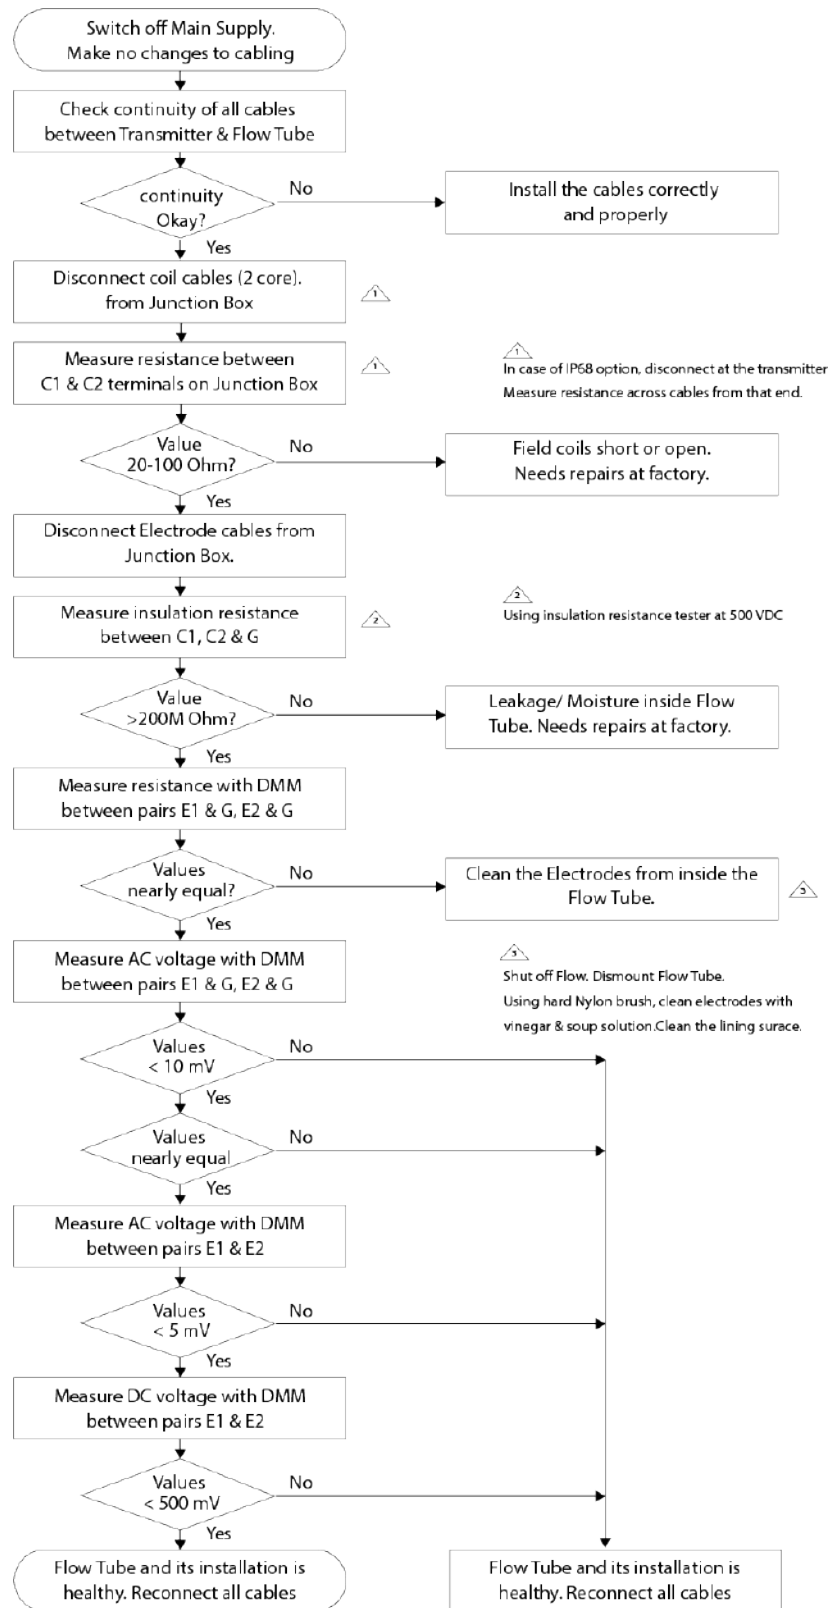 Switch off Main Supply.
Make no changes to cabling
Check continuity of all cables
between Transmitter & Flow Tube
continuity
Okay?
No
Install the cables correctly
and properly
Yes
Disconnect coil cables (2 core).
from Junction Box
1
Measure resistance between
C1 & C2 terminals on Junction Box
1
1
In case of IP68 option, disconnect at the transmitter
Measure resistance across cables from that end.
Value
20-100 Ohm?
No
Field coils short or open.
Needs repairs at factory.
Yes
Disconnect Electrode cables from
Junction Box.
Measure insulation resistance
between C1, C2 & G
2
2
Using insulation resistance tester at 500 VDC
Value
>200M Ohm?
No
Leakage/ Moisture inside Flow
Tube. Needs repairs at factory.
Yes
Measure resistance with DMM
between pairs E1 & G, E2 & G
Values
nearly equal?
No
Clean the Electrodes from inside the
Flow Tube.
3
Yes
Measure AC voltage with DMM
between pairs E1 & G, E2 & G
3
Shut off Flow. Dismount Flow Tube.
Using hard Nylon brush, clean electrodes with
vinegar & soup solution.Clean the lining surace.
Values
< 10 mV
No
Yes
Values
nearly equal
No
Yes
Measure AC voltage with DMM
between pairs E1 & E2
Values
< 5 mV
No
Yes
Measure DC voltage with DMM
between pairs E1 & E2
Values
< 500 mV
No
Yes
Flow Tube and its installation is
healthy. Reconnect all cables
Flow Tube and its installation is
healthy. Reconnect all cables